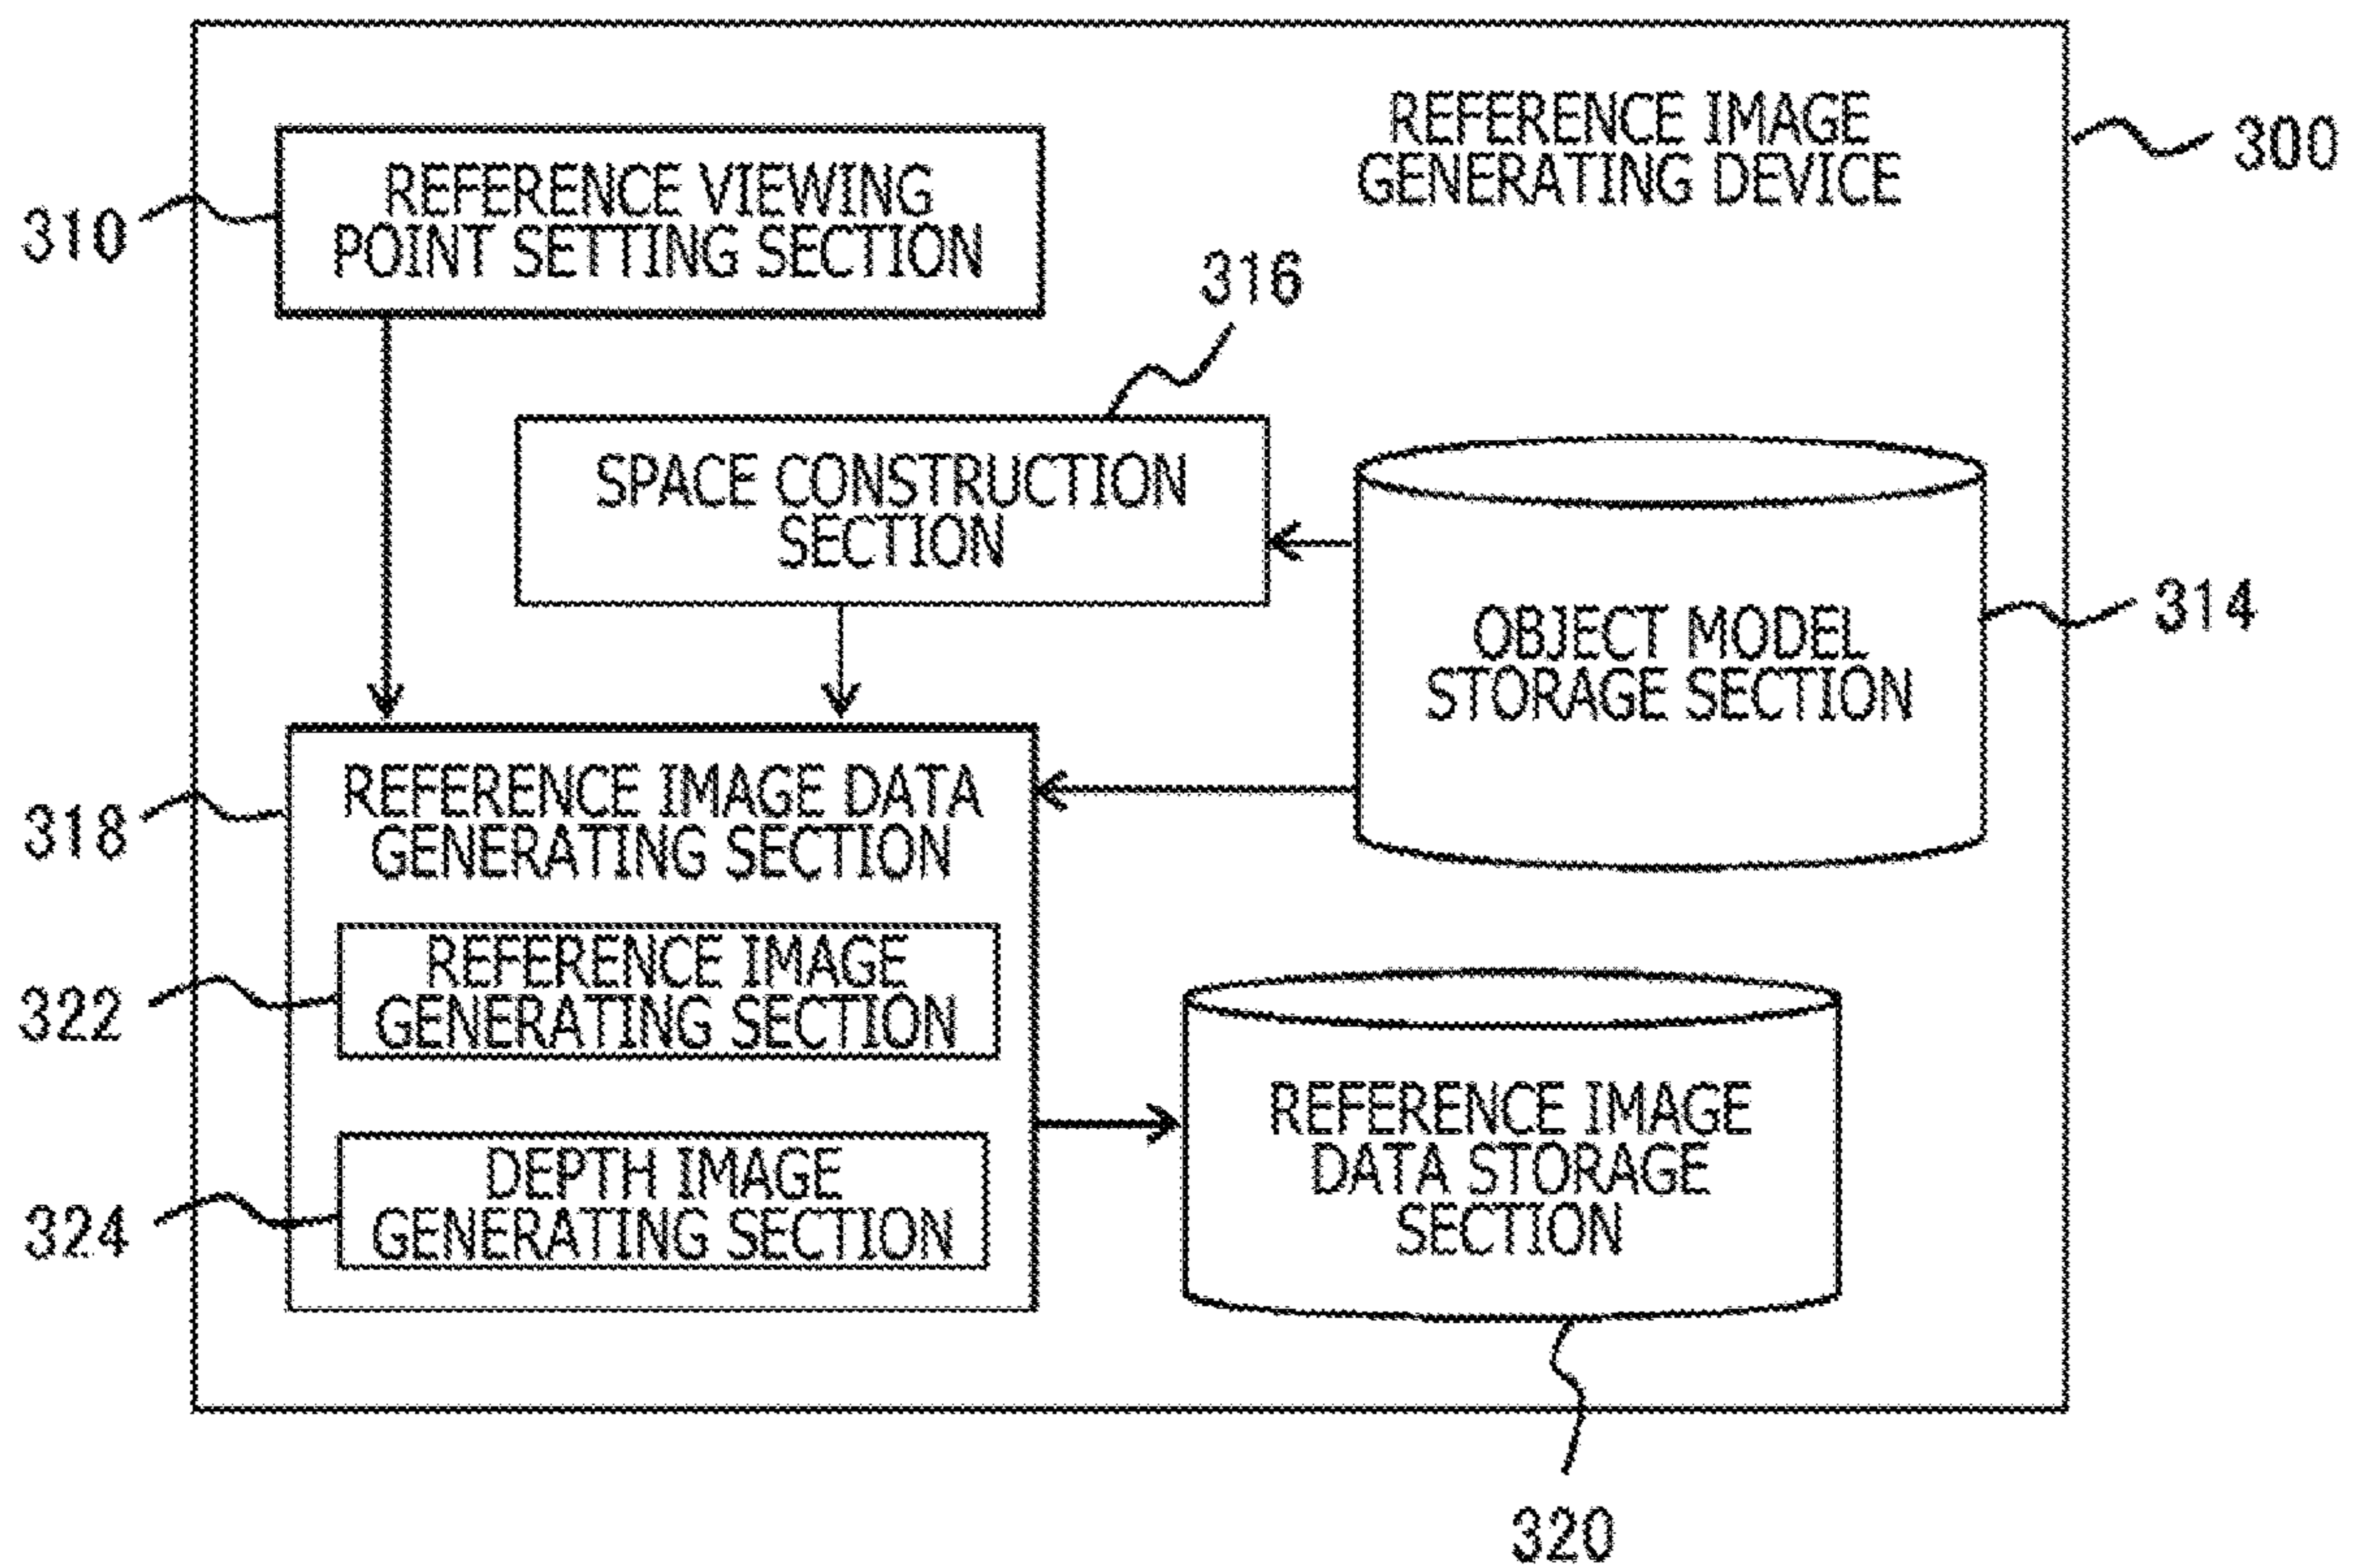 REFERENCE IMAGE
GENERATING DEVICE
300
310
REFERENCE VIEWING
POINT SETTING SECTION
316
SPACE CONSTRUCTION
SECTION
OBJECT MODEL
STORAGE SECTION
314
318
REFERENCE IMAGE DATA
GENERATING SECTION
322
REFERENCE IMAGE
GENERATING SECTION
324
DEPTH IMAGE
GENERATING SECTION
REFERENCE IMAGE
DATA STORAGE
SECTION
320